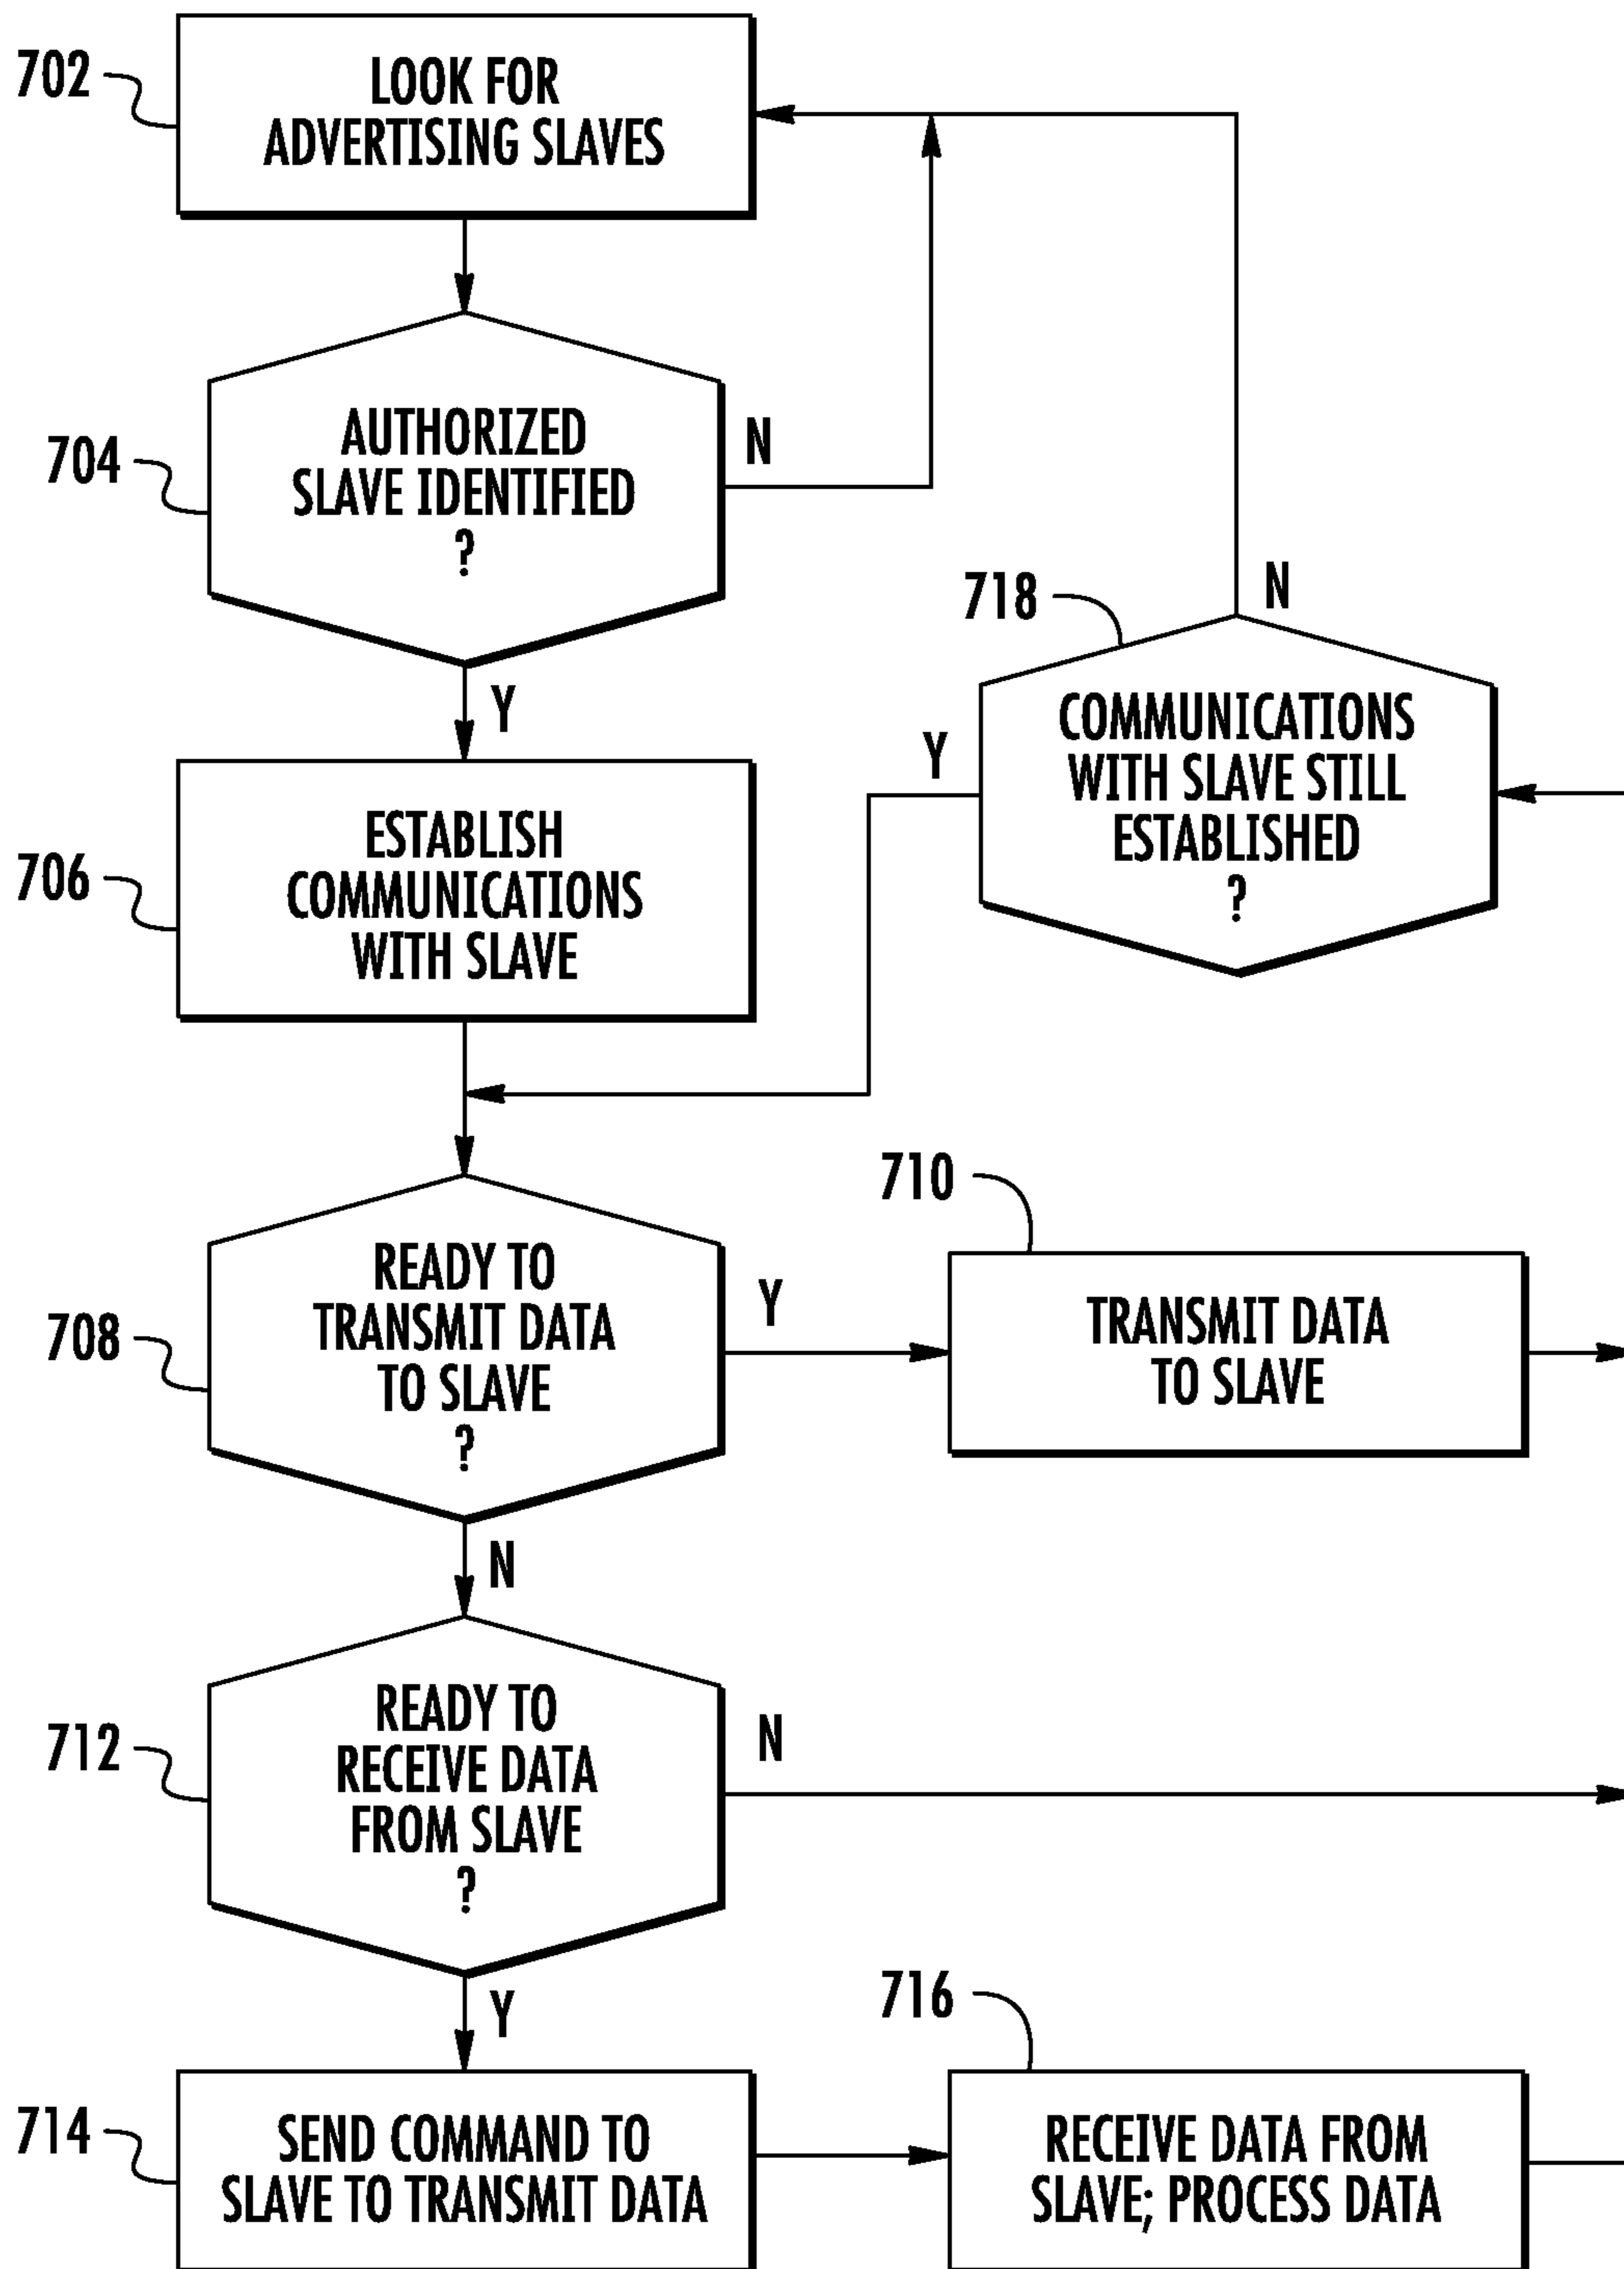 702
LOOK FOR
ADVERTISING SLAVES
704
AUTHORIZED
SLAVE IDENTIFIED
?
N
Y
718
N
COMMUNICATIONS
WITH SLAVE STILL
ESTABLISHED
?
Y
706
ESTABLISH
COMMUNICATIONS
WITH SLAVE
708
READY TO
TRANSMIT DATA
TO SLAVE
?
Y
710
TRANSMIT DATA
TO SLAVE
N
712
READY TO
RECEIVE DATA
FROM SLAVE
?
N
Y
714
SEND COMMAND TO
SLAVE TO TRANSMIT DATA
716
RECEIVE DATA FROM
SLAVE; PROCESS DATA